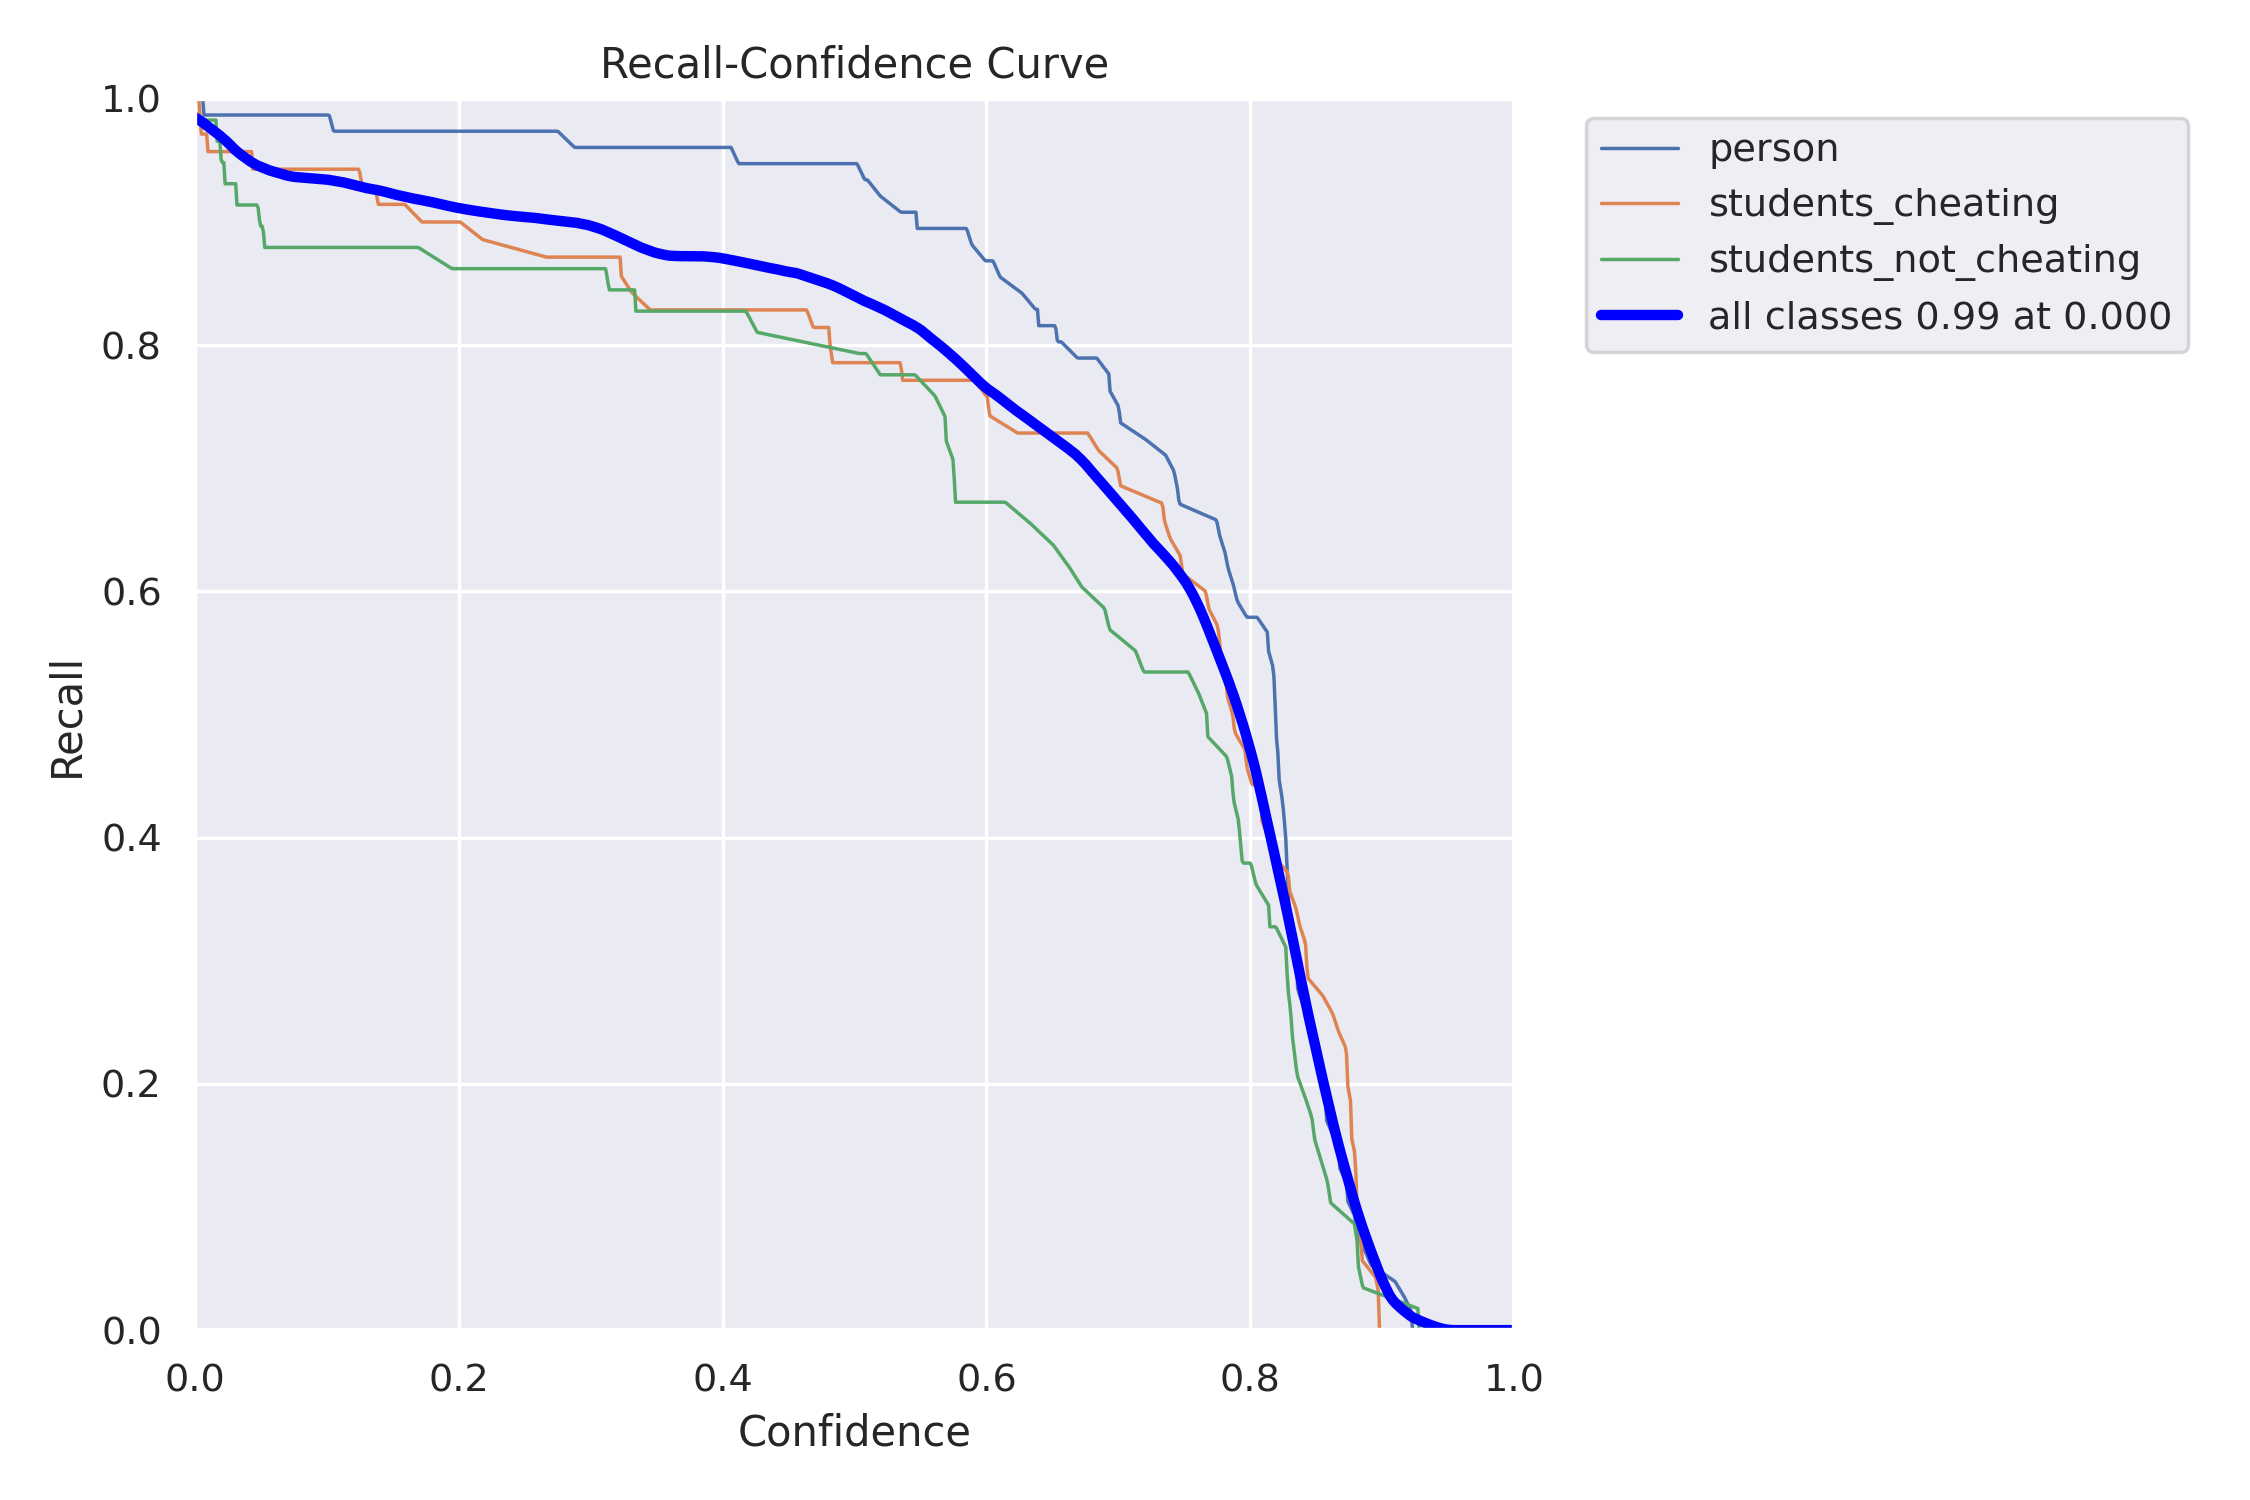 Recall-Confidence Curve
1.0
0.8
0.6
0.4
0.2
0.0
Recall
0.0 0.2 0.4 0.6 0.8 1.0
Confidence
person
students_cheating
students_not_cheating
all classes 0.99 at 0.000